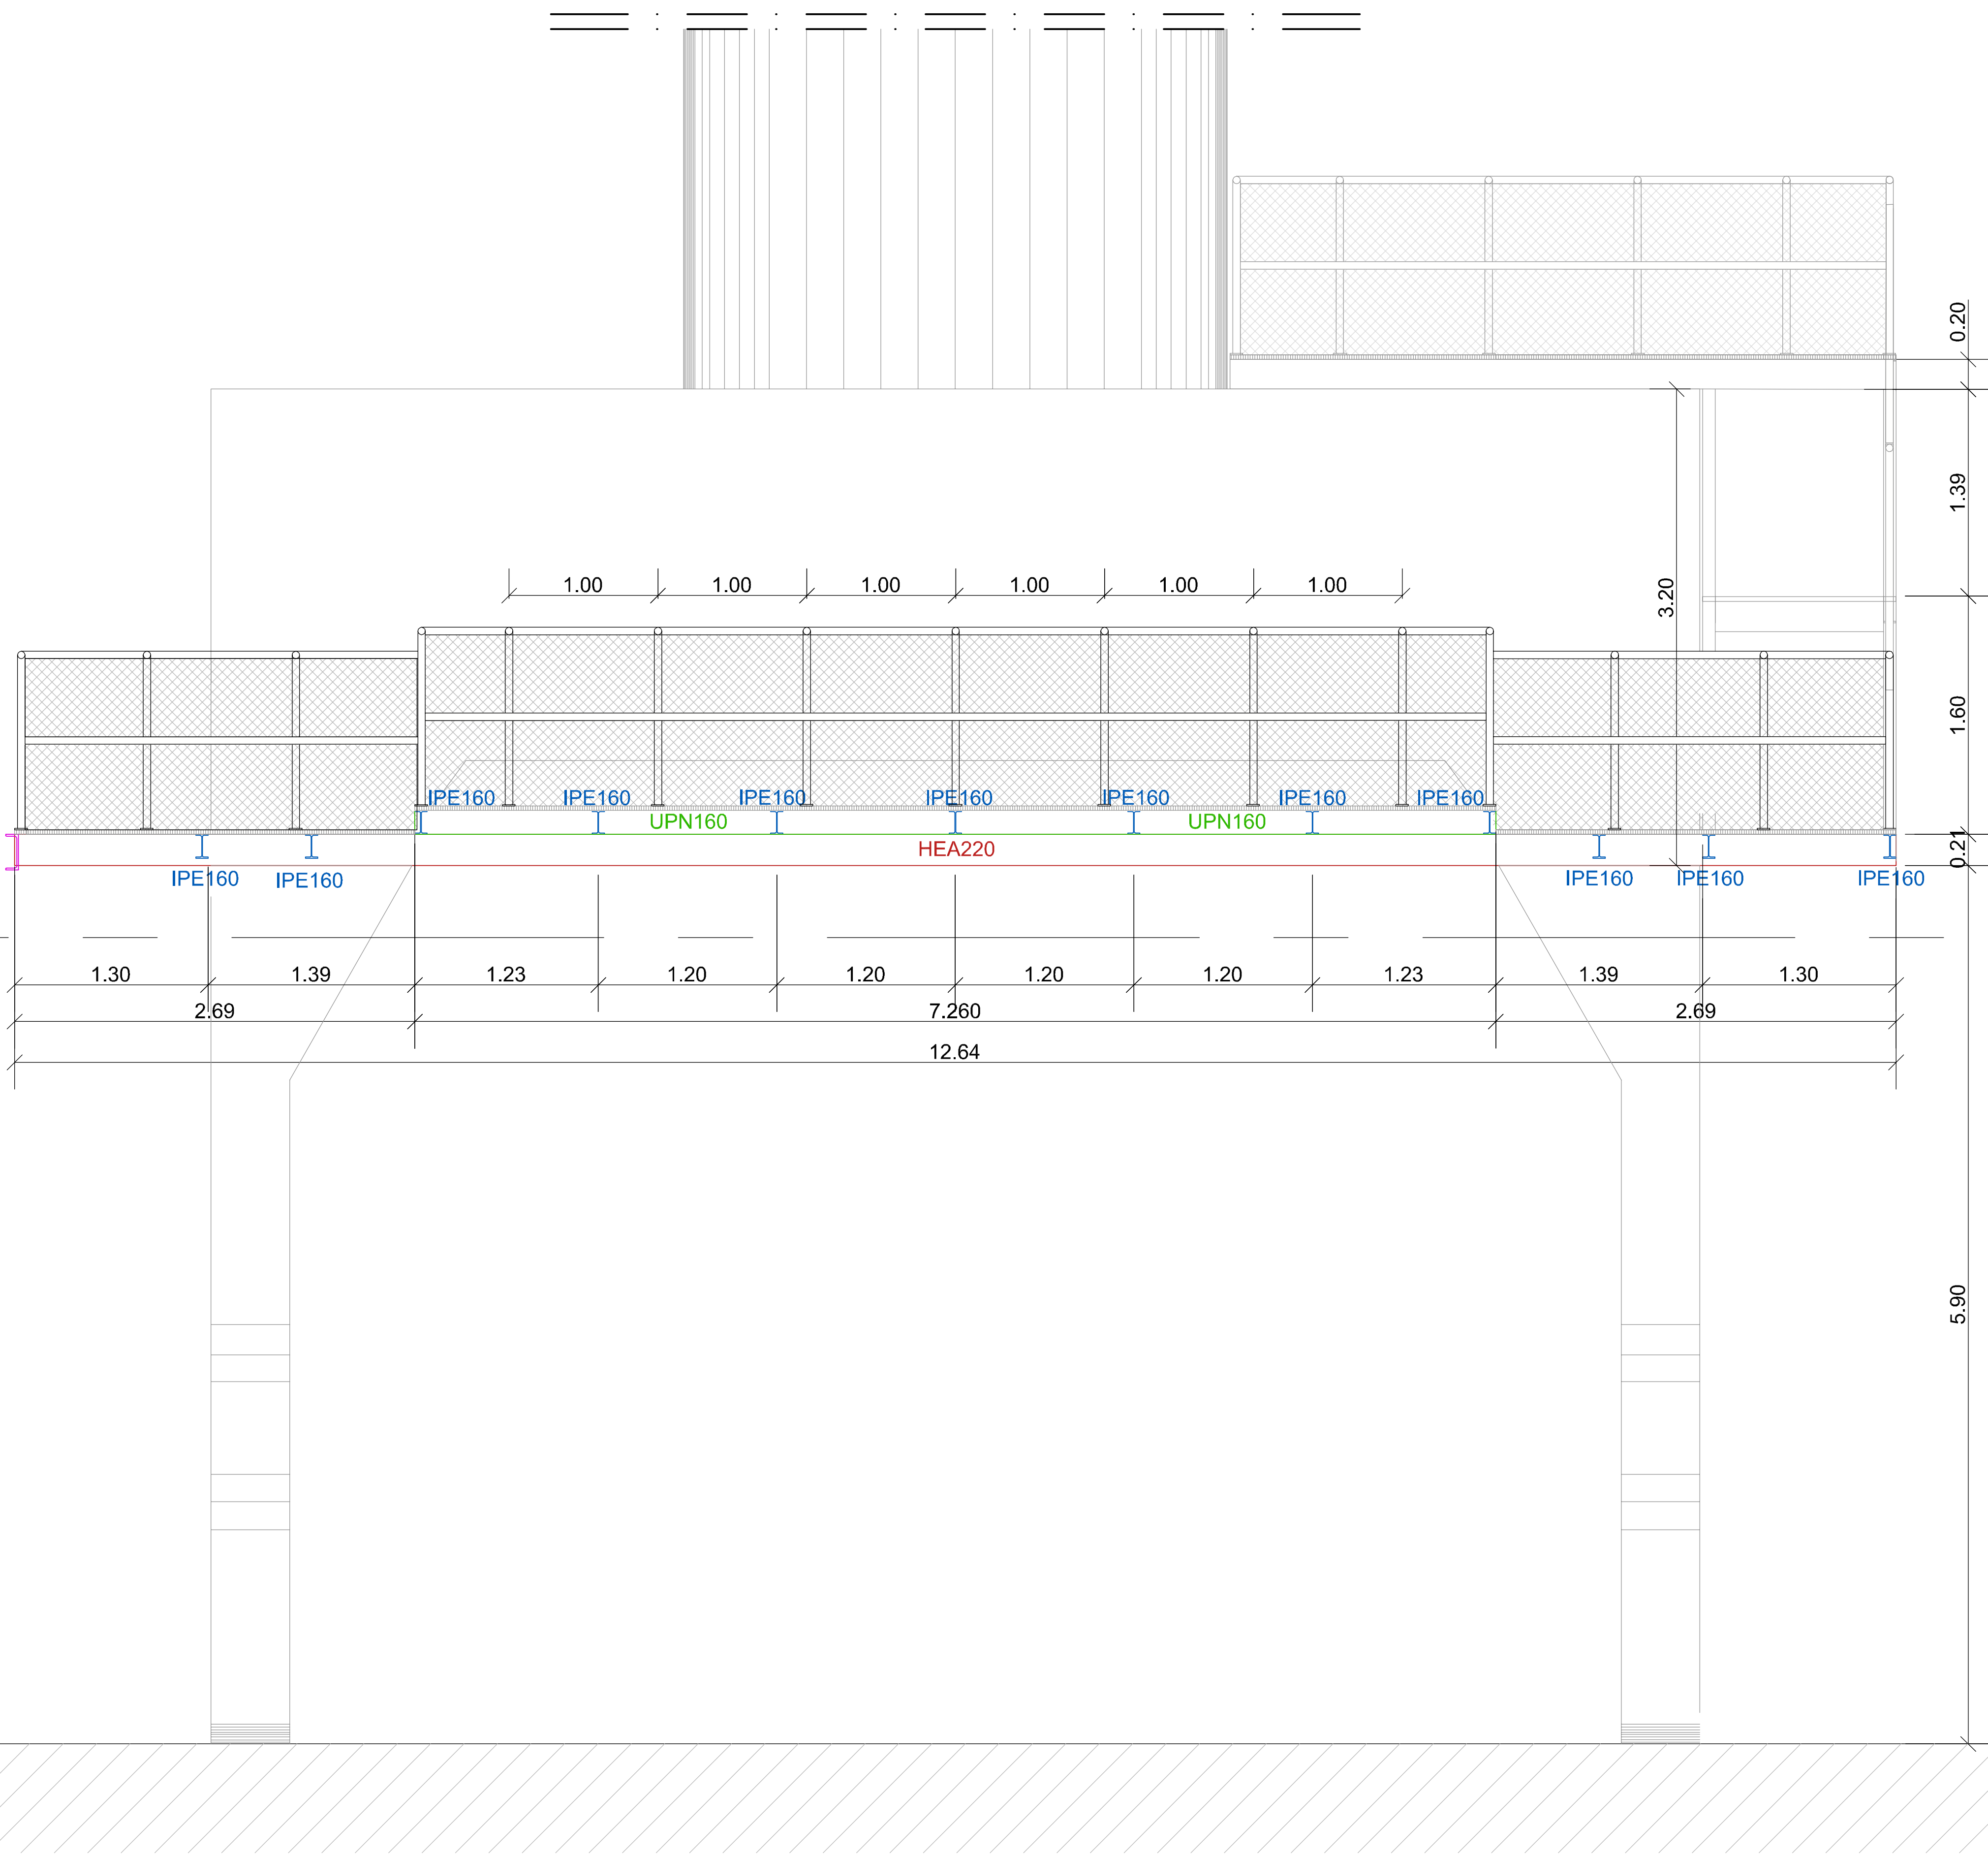 0.20
1.39
1.00 1.00 1.00 1.00 1.00 1.00
3.20
1.60
IPE160 IPE160 IPE160 IPE160 IPE160 IPE160 IPE160
UPN160 UPN160
HEA220
0.21
IPE160 IPE160 IPE160 IPE160 IPE160
1.30 1.39 1.23 1.20 1.20 1.20 1.20 1.23 1.39 1.30
2.69 7.260 2.69
12.64
5.90